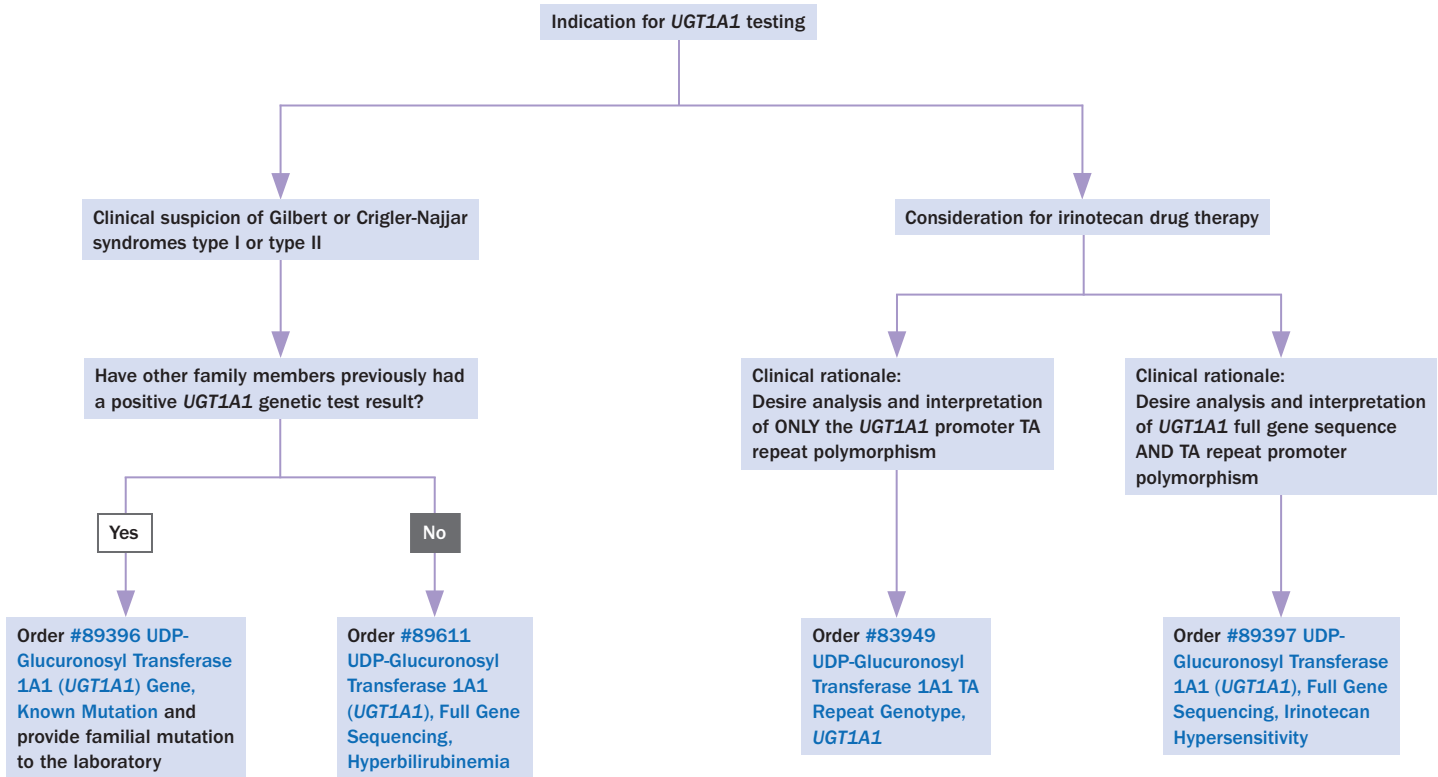 Indication for UGT1A1 testing
Clinical suspicion of Gilbert or Crigler-Najjar
syndromes type I or type II
Consideration for irinotecan drug therapy
Have other family members previously had
a positive UGT1A1 genetic test result?
Clinical rationale:
Desire analysis and interpretation
of ONLY the UGT1A1 promoter TA
repeat polymorphism
Clinical rationale:
Desire analysis and interpretation
of UGT1A1 full gene sequence
AND TA repeat promoter
polymorphism
Yes
No
Order #89396 UDP-
Glucuronosyl Transferase
1A1 (UGT1A1) Gene,
Known Mutation and
provide familial mutation
to the laboratory
Order #89611
UDP-Glucuronosyl
Transferase 1A1
(UGT1A1), Full Gene
Sequencing,
Hyperbilirubinemia
Order #83949
UDP-Glucuronosyl
Transferase 1A1 TA
Repeat Genotype,
UGT1A1
Order #89397 UDP-
Glucuronosyl Transferase
1A1 (UGT1A1), Full Gene
Sequencing, Irinotecan
Hypersensitivity